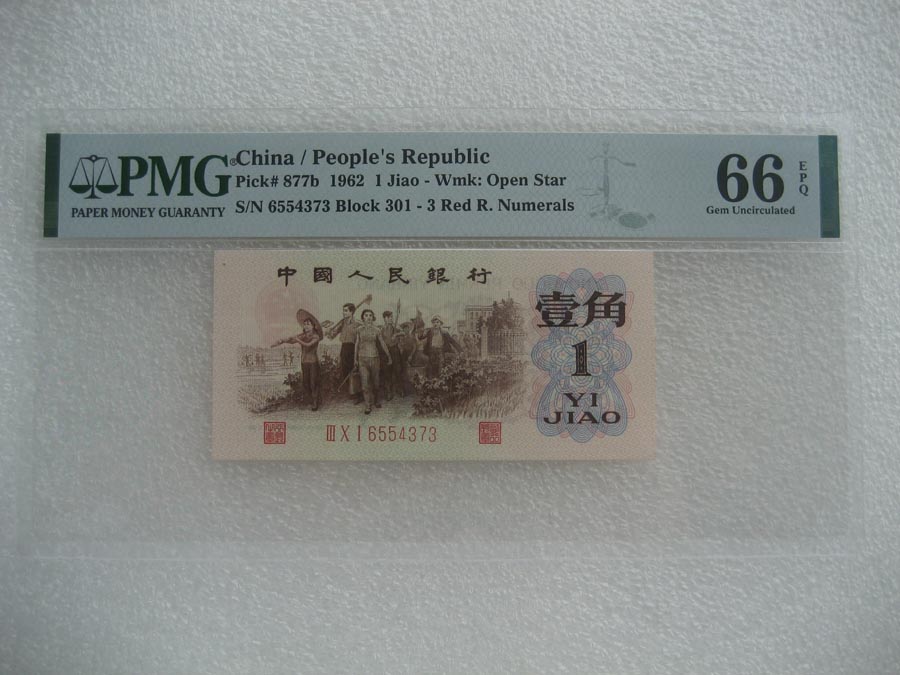 PMG®
PAPER MONEY GUARANTY
China / People's Republic
Pick# 877b 1962 1 Jiao - Wmk: Open Star
S/N 6554373 Block 301 - 3 Red R. Numerals
66 EPQ
Gem Uncirculated
中國人民銀行
壹角
1
YI
JIAO
III X I 6554373